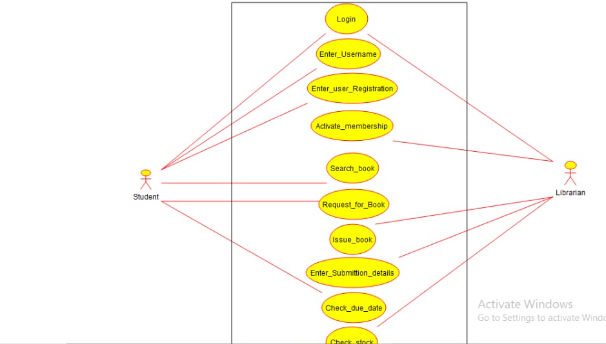 Login
Enter_Username
Enter_user_Registration
Activate_membership
Search_book
Student
Librarian
Request_for_Book
Issue_book
Enter_Submittion_details
Check_due_date
Activate Windows
Go to Settings to activate Windo
Check_stock